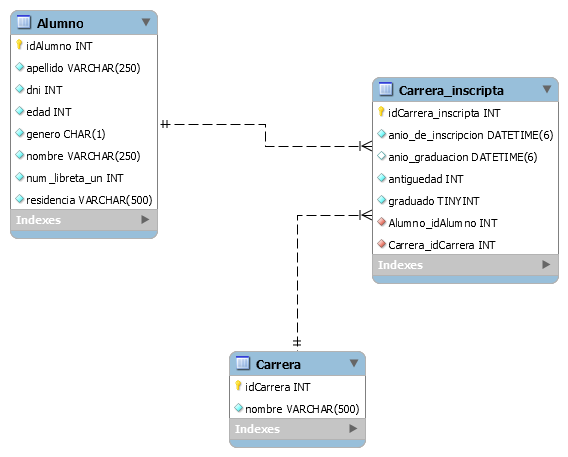 Alumno
idAlumno INT
apellido VARCHAR(250)
dni INT
edad INT
genero CHAR(1)
nombre VARCHAR(250)
num_libreta_un INT
residencia VARCHAR(500)
Indexes
Carrera_inscripta
idCarrera_inscripta INT
anio_de_inscripcion DATETIME(6)
anio_graduacion DATETIME(6)
antiguedad INT
graduado TINYINT
Alumno_idAlumno INT
Carrera_idCarrera INT
Indexes
Carrera
idCarrera INT
nombre VARCHAR(500)
Indexes